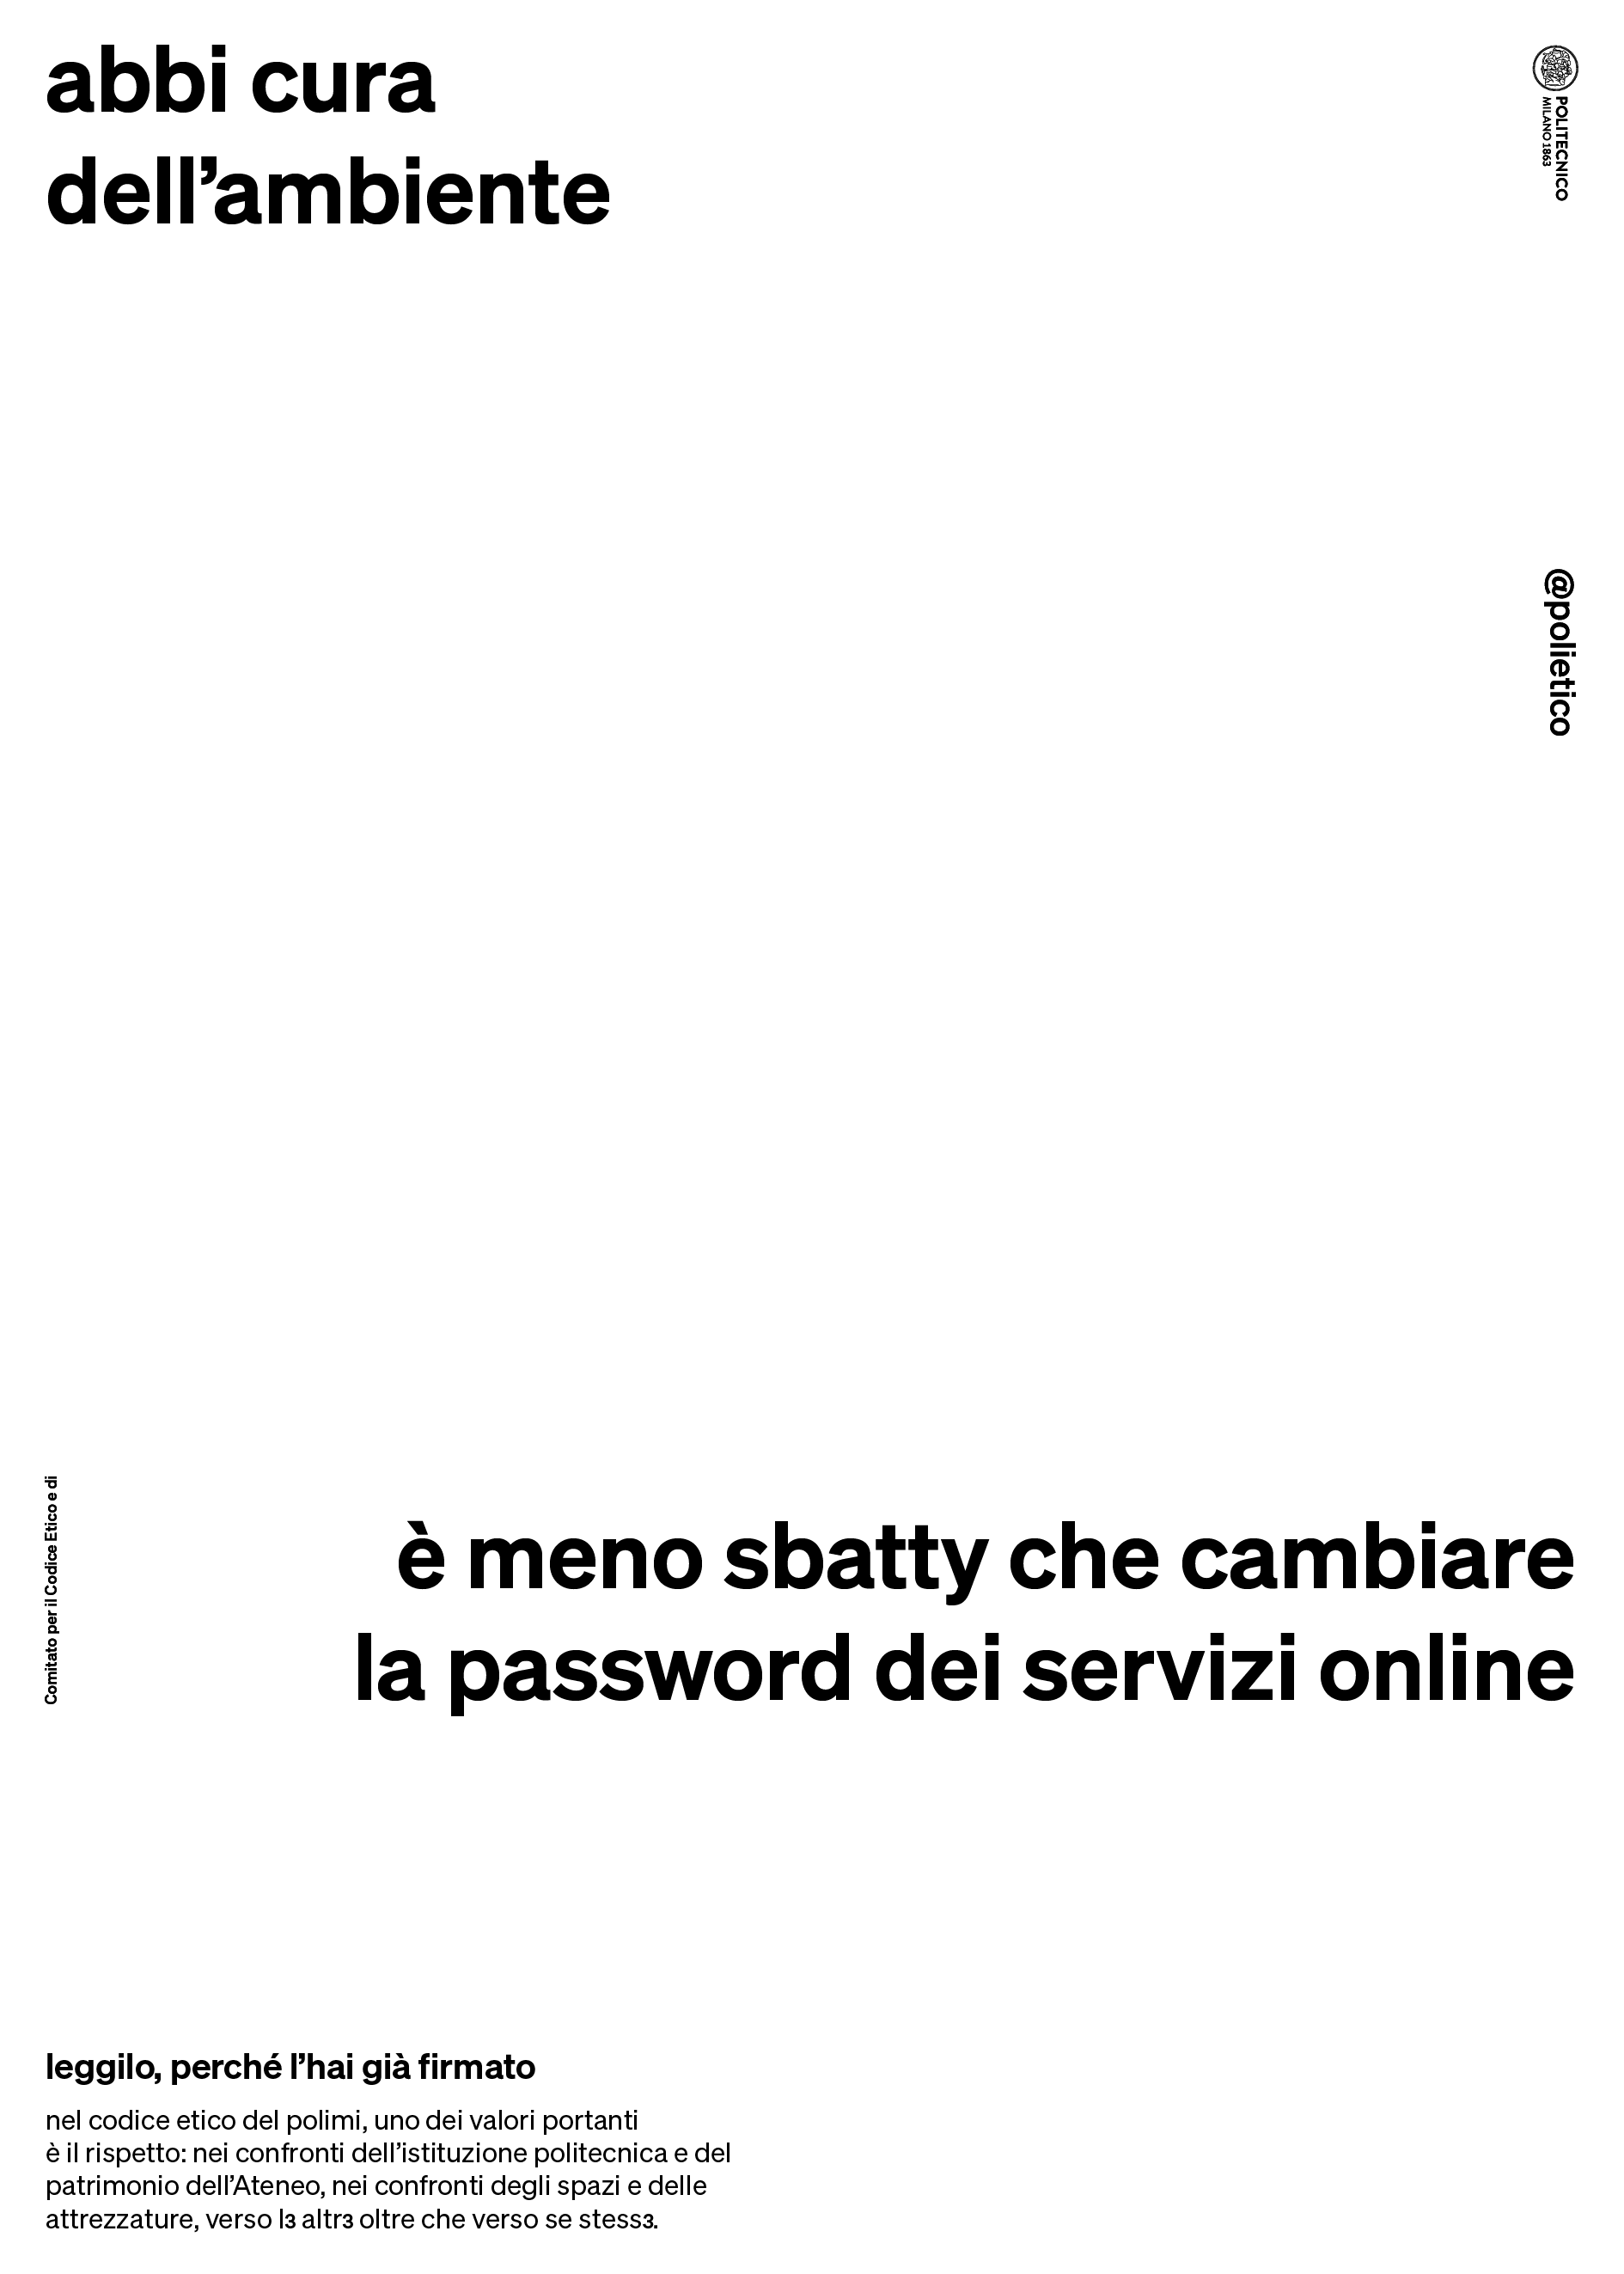 abbi cura
dell’ambiente
POLITECNICO
MILANO 1863
@polietico
Comitato per il Codice Etico e di
è meno sbatty che cambiare
la password dei servizi online
leggilo, perché l’hai già firmato
nel codice etico del polimi, uno dei valori portanti
è il rispetto: nei confronti dell’istituzione politecnica e del
patrimonio dell’Ateneo, nei confronti degli spazi e delle
attrezzature, verso l3 altr3 oltre che verso se stess3.